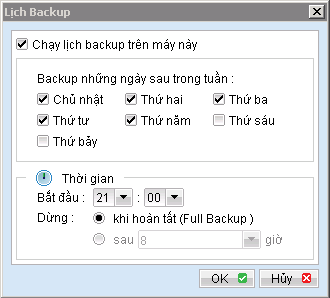 Lịch Backup
Chạy lịch backup trên máy này
Backup những ngày sau trong tuần :
Chủ nhật Thứ hai Thứ ba
Thứ tư Thứ năm Thứ sáu
Thứ bảy
Thời gian
Bắt đầu : 21 : 00
Dừng : khi hoàn tất (Full Backup )
sau 8 giờ
OK Hủy